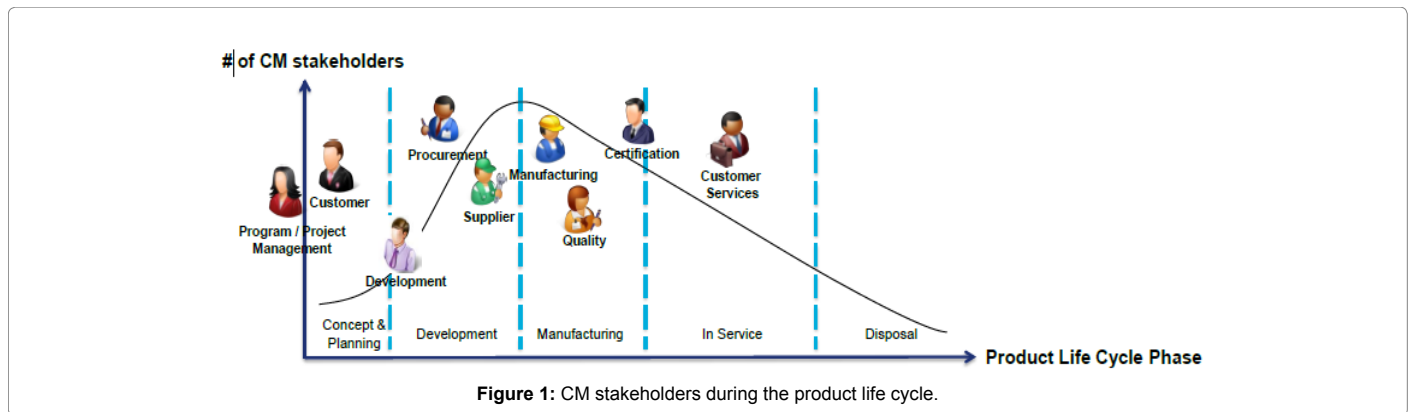 # of CM stakeholders
Procurement
Certification
Manufacturing
Customer
Services
Customer
Supplier
Program / Project
Management
Quality
Development
Concept &
Planning
Development
Manufacturing
In Service
Disposal
Product Life Cycle Phase
Figure 1: CM stakeholders during the product life cycle.